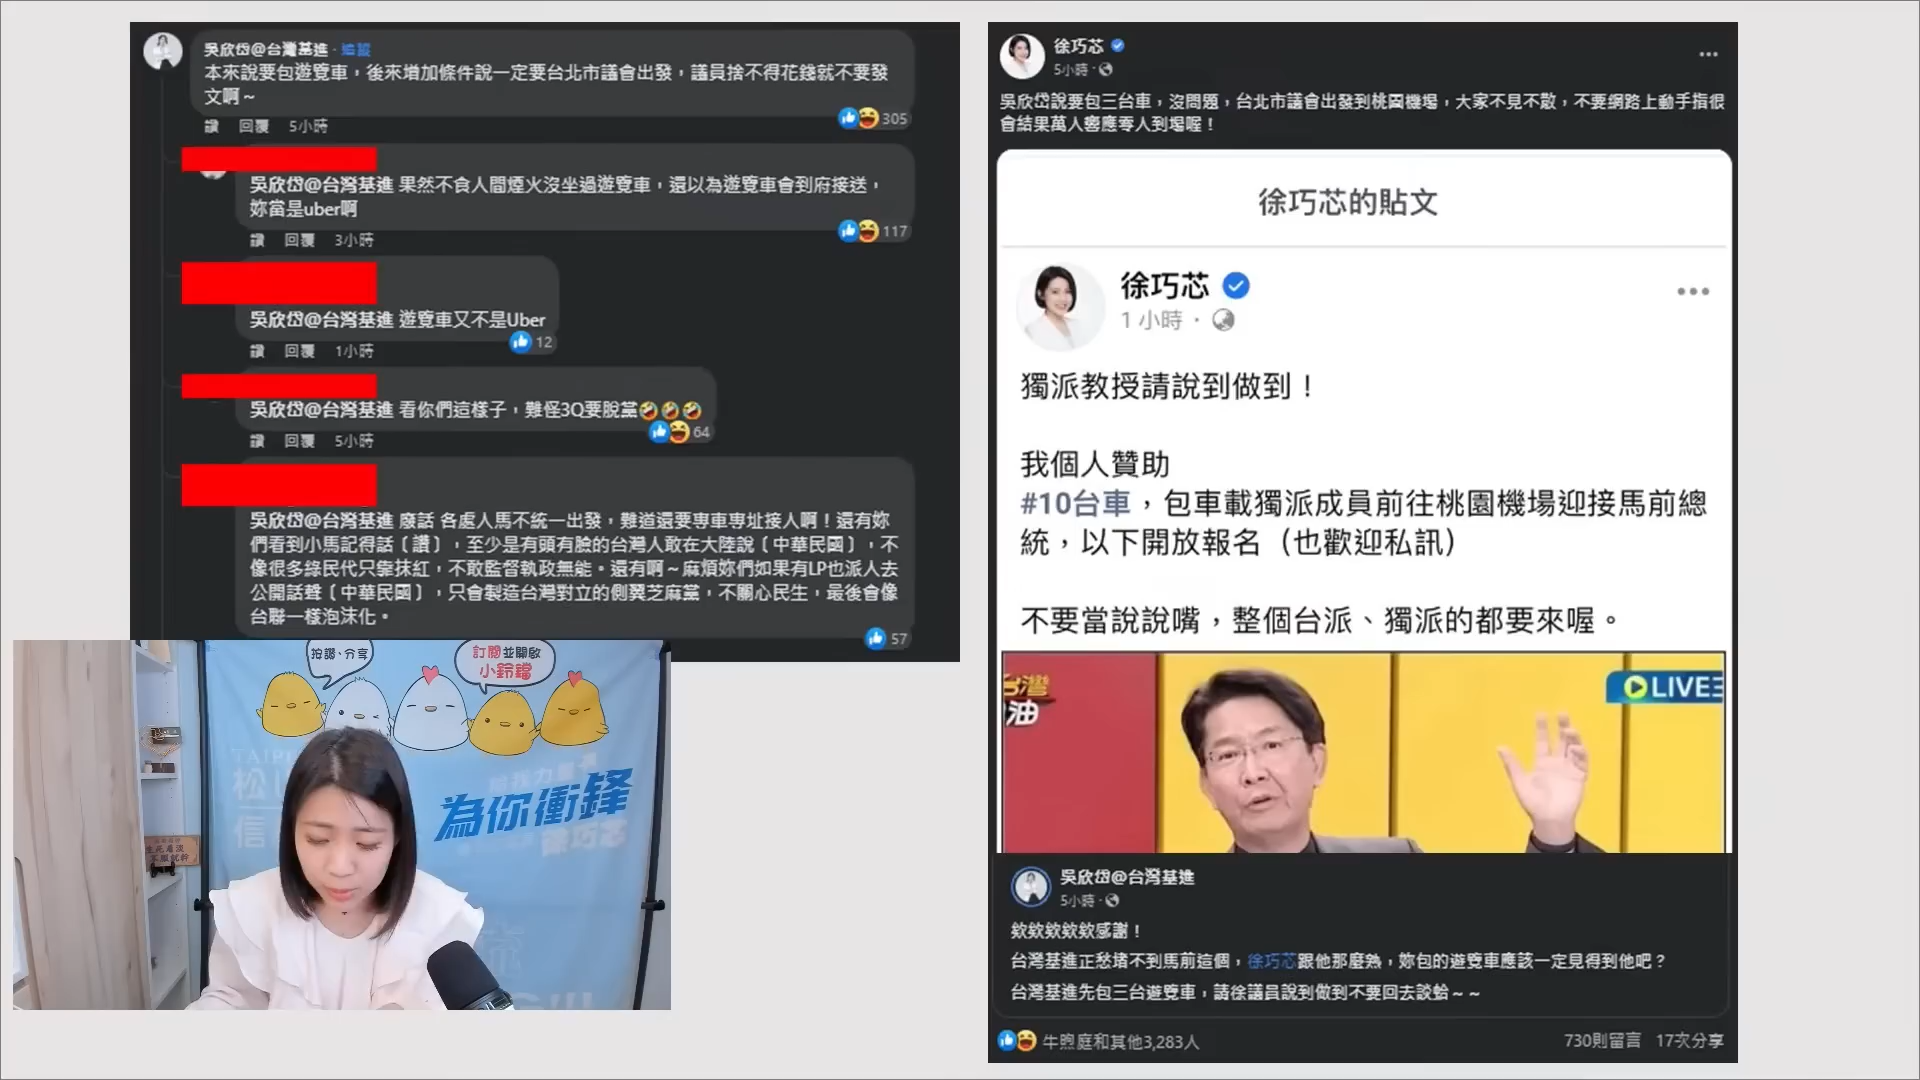 吳欣岱@台灣基進 · 追蹤
本來說要包遊覽車，後來增加條件說一定要台北市議會出發，議員捨不得花錢就不要發
文啊～
讚 回覆 5小時
305
吳欣岱@台灣基進 果然不食人間煙火沒坐過遊覽車，還以為遊覽車會到府接送，
妳當是uber啊
讚 回覆 3小時
117
吳欣岱@台灣基進 遊覽車又不是Uber
12
讚 回覆 1小時
吳欣岱@台灣基進 看你們這樣子，難怪3Q要脫黨🤣🤣🤣
64
讚 回覆 5小時
吳欣岱@台灣基進 廢話 各處人馬不統一出發，難道還要專車專址接人啊！還有妳
們看到小馬記得話〔讚〕，至少是有頭有臉的台灣人敢在大陸說〔中華民國〕，不
像很多綠民代只靠抹紅，不敢監督執政無能。還有啊～麻煩妳們如果有LP也派人去
公開話聲〔中華民國〕，只會製造台灣對立的側翼芝麻黨，不關心民生，最後會像
台聯一樣泡沫化。
57
按讚、分享
訂閱並開啟
小鈴鐺
TAIPE
松
信
為你衝鋒
徐巧芯
徐巧芯
5小時 ·
吳欣岱說要包三台車，沒問題，台北市議會出發到桃園機場，大家不見不散，不要網路上動手指很
會結果萬人響應零人到場喔！
徐巧芯的貼文
徐巧芯
1 小時 ·
獨派教授請說到做到！
我個人贊助
#10台車，包車載獨派成員前往桃園機場迎接馬前總
統，以下開放報名（也歡迎私訊）
不要當說說嘴，整個台派、獨派的都要來喔。
台灣
油
LIVE
吳欣岱@台灣基進
5小時 ·
欸欸欸欸欸感謝！
台灣基進正愁堵不到馬前這個，徐巧芯跟他那麼熟，妳包的遊覽車應該一定見得到他吧？
台灣基進先包三台遊覽車，請徐議員說到做到不要回去談蛤～～
牛煦庭和其他3,283人
730則留言 17次分享